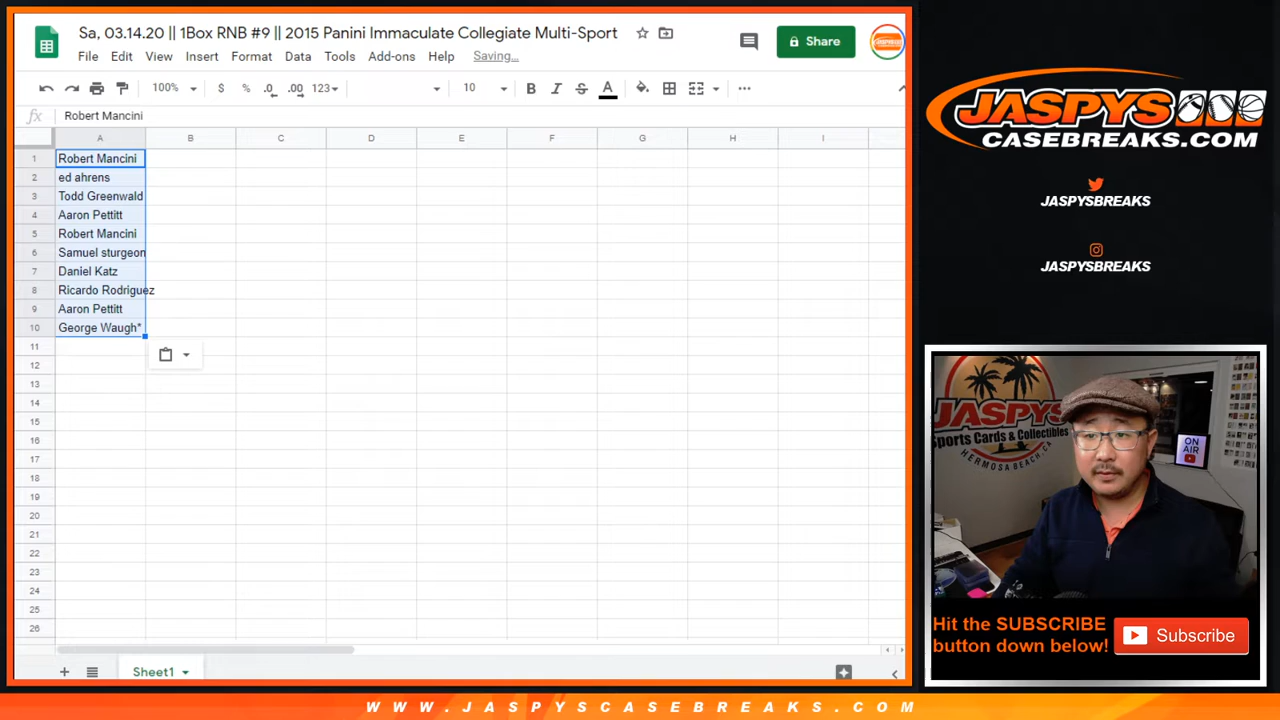 Sa, 03.14.20 || 1Box RNB #9 || 2015 Panini Immaculate Collegiate Multi-Sport
File Edit View Insert Format Data Tools Add-ons Help Saving...
Share
100% $ % .0 .00 123 10 B I S A
fx Robert Mancini
A B C D E F G H I
1 Robert Mancini
2 ed ahrens
3 Todd Greenwald
4 Aaron Pettitt
5 Robert Mancini
6 Samuel sturgeon
7 Daniel Katz
8 Ricardo Rodriguez
9 Aaron Pettitt
10 George Waugh*
11
12
13
14
15
16
17
18
19
20
21
22
23
24
25
26
Sheet1
JASPYS
CASEBREAKS.COM
JASPYSBREAKS
JASPYSBREAKS
JASPYS
Sports Cards & Collectibles
HERMOSA BEACH, CA
ON
AIR
Hit the SUBSCRIBE
button down below!
Subscribe
WWW.JASPYSCASEBREAKS.COM